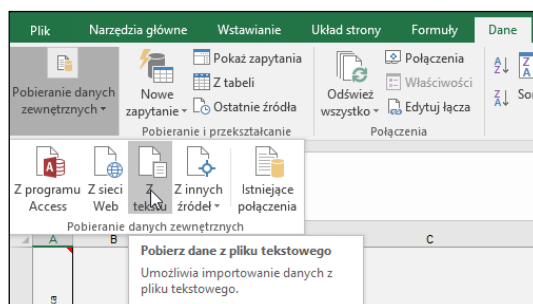 Plik Narzędzia główne Wstawianie Układ strony Formuły Dane
Pobieranie danych zewnętrznych
Nowe zapytanie
Pokaż zapytania
Z tabeli
Ostatnie źródła
Pobieranie i przekształcanie
Odśwież wszystko
Połączenia
Właściwości
Edytuj łącza
Połączenia
A Z
Z A
Z programu Access
Z sieci Web
Z tekstu
Z innych źródeł
Istniejące połączenia
Pobieranie danych zewnętrznych
A B C
Pobierz dane z pliku tekstowego
Umożliwia importowanie danych z
pliku tekstowego.